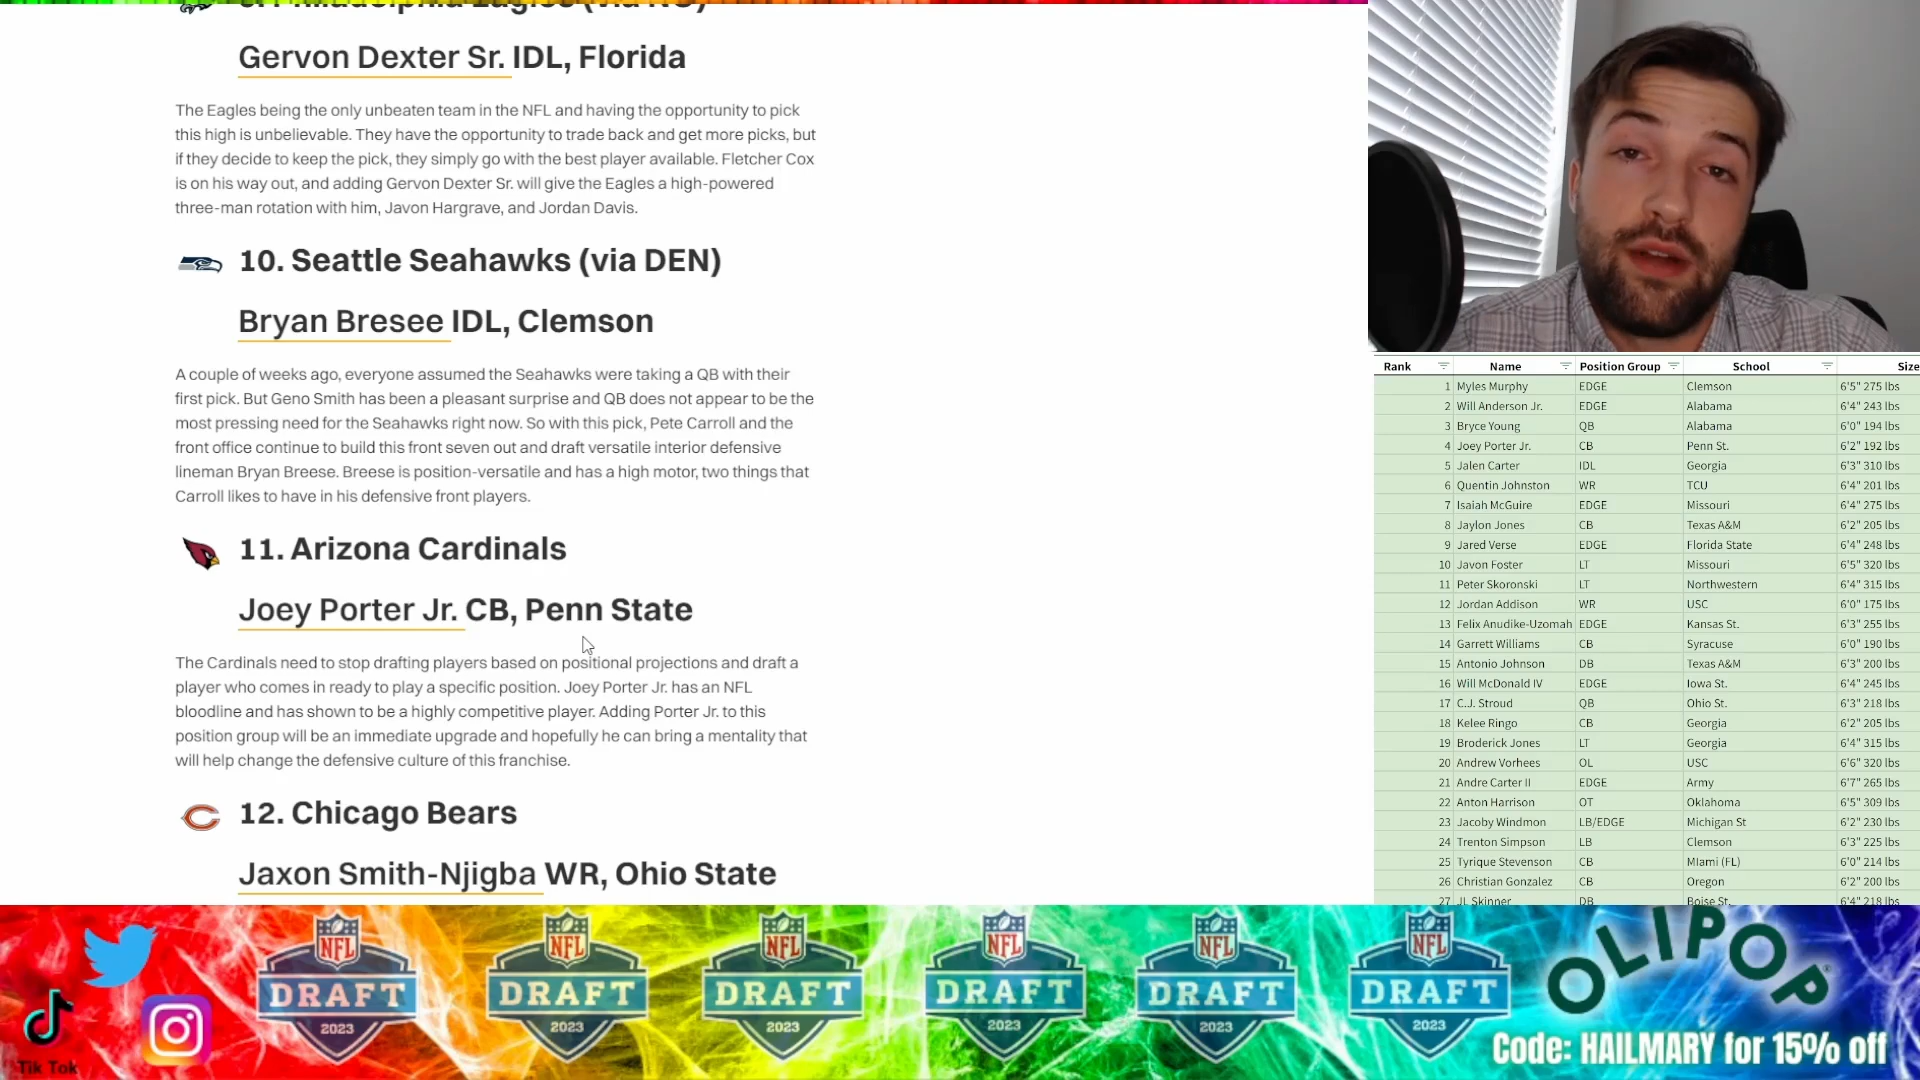 Philadelphia Eagles (via NO)
Gervon Dexter Sr. IDL, Florida
The Eagles being the only unbeaten team in the NFL and having the opportunity to pick
this high is unbelievable. They have the opportunity to trade back and get more picks, but
if they decide to keep the pick, they simply go with the best player available. Fletcher Cox
is on his way out, and adding Gervon Dexter Sr. will give the Eagles a high-powered
three-man rotation with him, Javon Hargrave, and Jordan Davis.
10. Seattle Seahawks (via DEN)
Bryan Bresee IDL, Clemson
A couple of weeks ago, everyone assumed the Seahawks were taking a QB with their
first pick. But Geno Smith has been a pleasant surprise and QB does not appear to be the
most pressing need for the Seahawks right now. So with this pick, Pete Carroll and the
front office continue to build this front seven out and draft versatile interior defensive
lineman Bryan Breese. Breese is position-versatile and has a high motor, two things that
Carroll likes to have in his defensive front players.
11. Arizona Cardinals
Joey Porter Jr. CB, Penn State
The Cardinals need to stop drafting players based on positional projections and draft a
player who comes in ready to play a specific position. Joey Porter Jr. has an NFL
bloodline and has shown to be a highly competitive player. Adding Porter Jr. to this
position group will be an immediate upgrade and hopefully he can bring a mentality that
will help change the defensive culture of this franchise.
12. Chicago Bears
Jaxon Smith-Njigba WR, Ohio State
Rank Name Position Group School Size
1 Myles Murphy EDGE Clemson 6'5" 275 lbs
2 Will Anderson Jr. EDGE Alabama 6'4" 243 lbs
3 Bryce Young QB Alabama 6'0" 194 lbs
4 Joey Porter Jr. CB Penn St. 6'2" 192 lbs
5 Jalen Carter IDL Georgia 6'3" 310 lbs
6 Quentin Johnston WR TCU 6'4" 201 lbs
7 Isaiah McGuire EDGE Missouri 6'4" 275 lbs
8 Jaylon Jones CB Texas A&M 6'2" 205 lbs
9 Jared Verse EDGE Florida State 6'4" 248 lbs
10 Javon Foster LT Missouri 6'5" 320 lbs
11 Peter Skoronski LT Northwestern 6'4" 315 lbs
12 Jordan Addison WR USC 6'0" 175 lbs
13 Felix Anudike-Uzomah EDGE Kansas St. 6'3" 255 lbs
14 Garrett Williams CB Syracuse 6'0" 190 lbs
15 Antonio Johnson DB Texas A&M 6'3" 200 lbs
16 Will McDonald IV EDGE Iowa St. 6'4" 245 lbs
17 C.J. Stroud QB Ohio St. 6'3" 218 lbs
18 Kelee Ringo CB Georgia 6'2" 205 lbs
19 Broderick Jones LT Georgia 6'4" 315 lbs
20 Andrew Vorhees OL USC 6'6" 320 lbs
21 Andre Carter II EDGE Army 6'7" 265 lbs
22 Anton Harrison OT Oklahoma 6'5" 309 lbs
23 Jacoby Windmon LB/EDGE Michigan St 6'2" 230 lbs
24 Trenton Simpson LB Clemson 6'3" 225 lbs
25 Tyrique Stevenson CB MIami (FL) 6'0" 214 lbs
26 Christian Gonzalez CB Oregon 6'2" 200 lbs
27 JL Skinner DB Boise St. 6'4" 218 lbs
Tik Tok
NFL DRAFT 2023
NFL DRAFT 2023
NFL DRAFT 2023
NFL DRAFT 2023
NFL DRAFT 2023
NFL DRAFT 2023
OLIPOP
Code: HAILMARY for 15% off